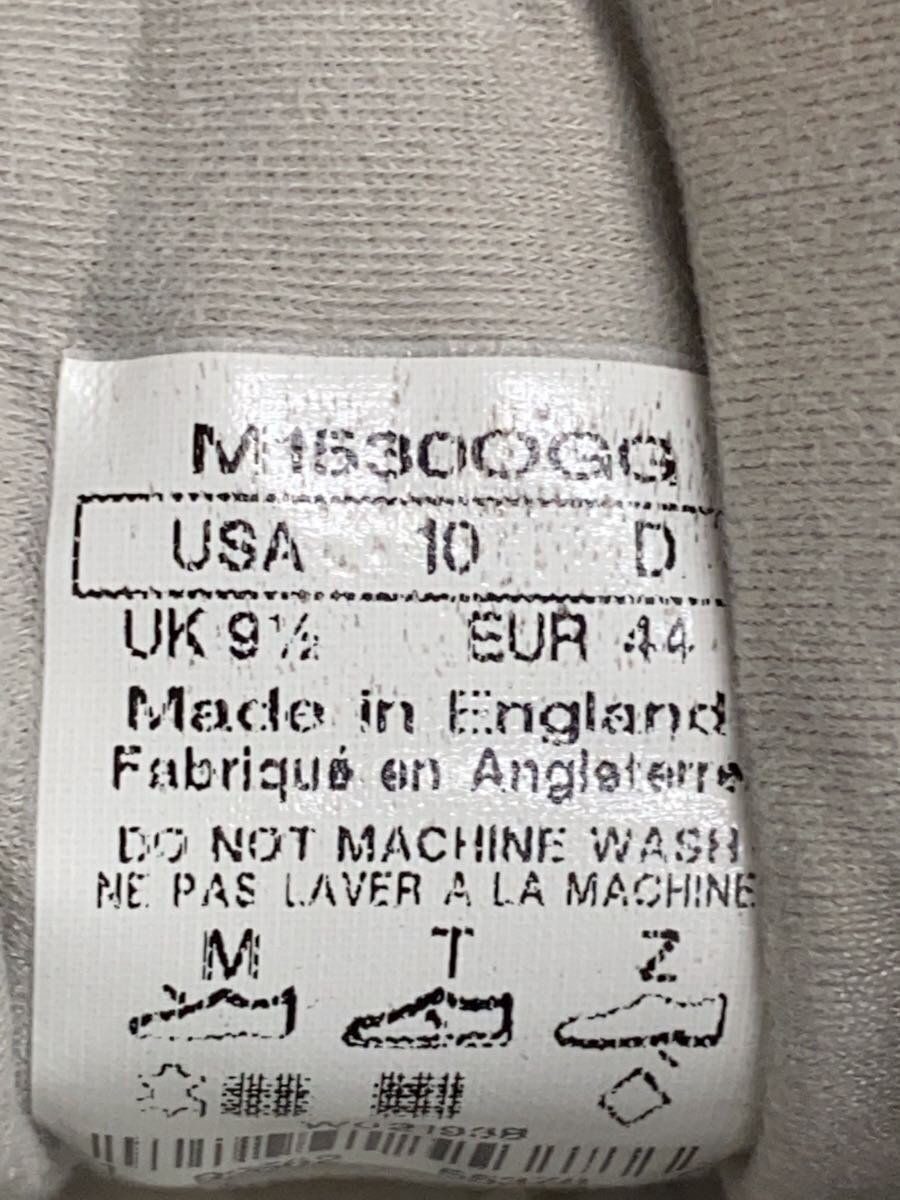 M1530OGG
USA 10 D
UK 9½ EUR 44
Made in England
Fabriqué en Angleterre
DO NOT MACHINE WASH
NE PAS LAVER A LA MACHINE
M T Z